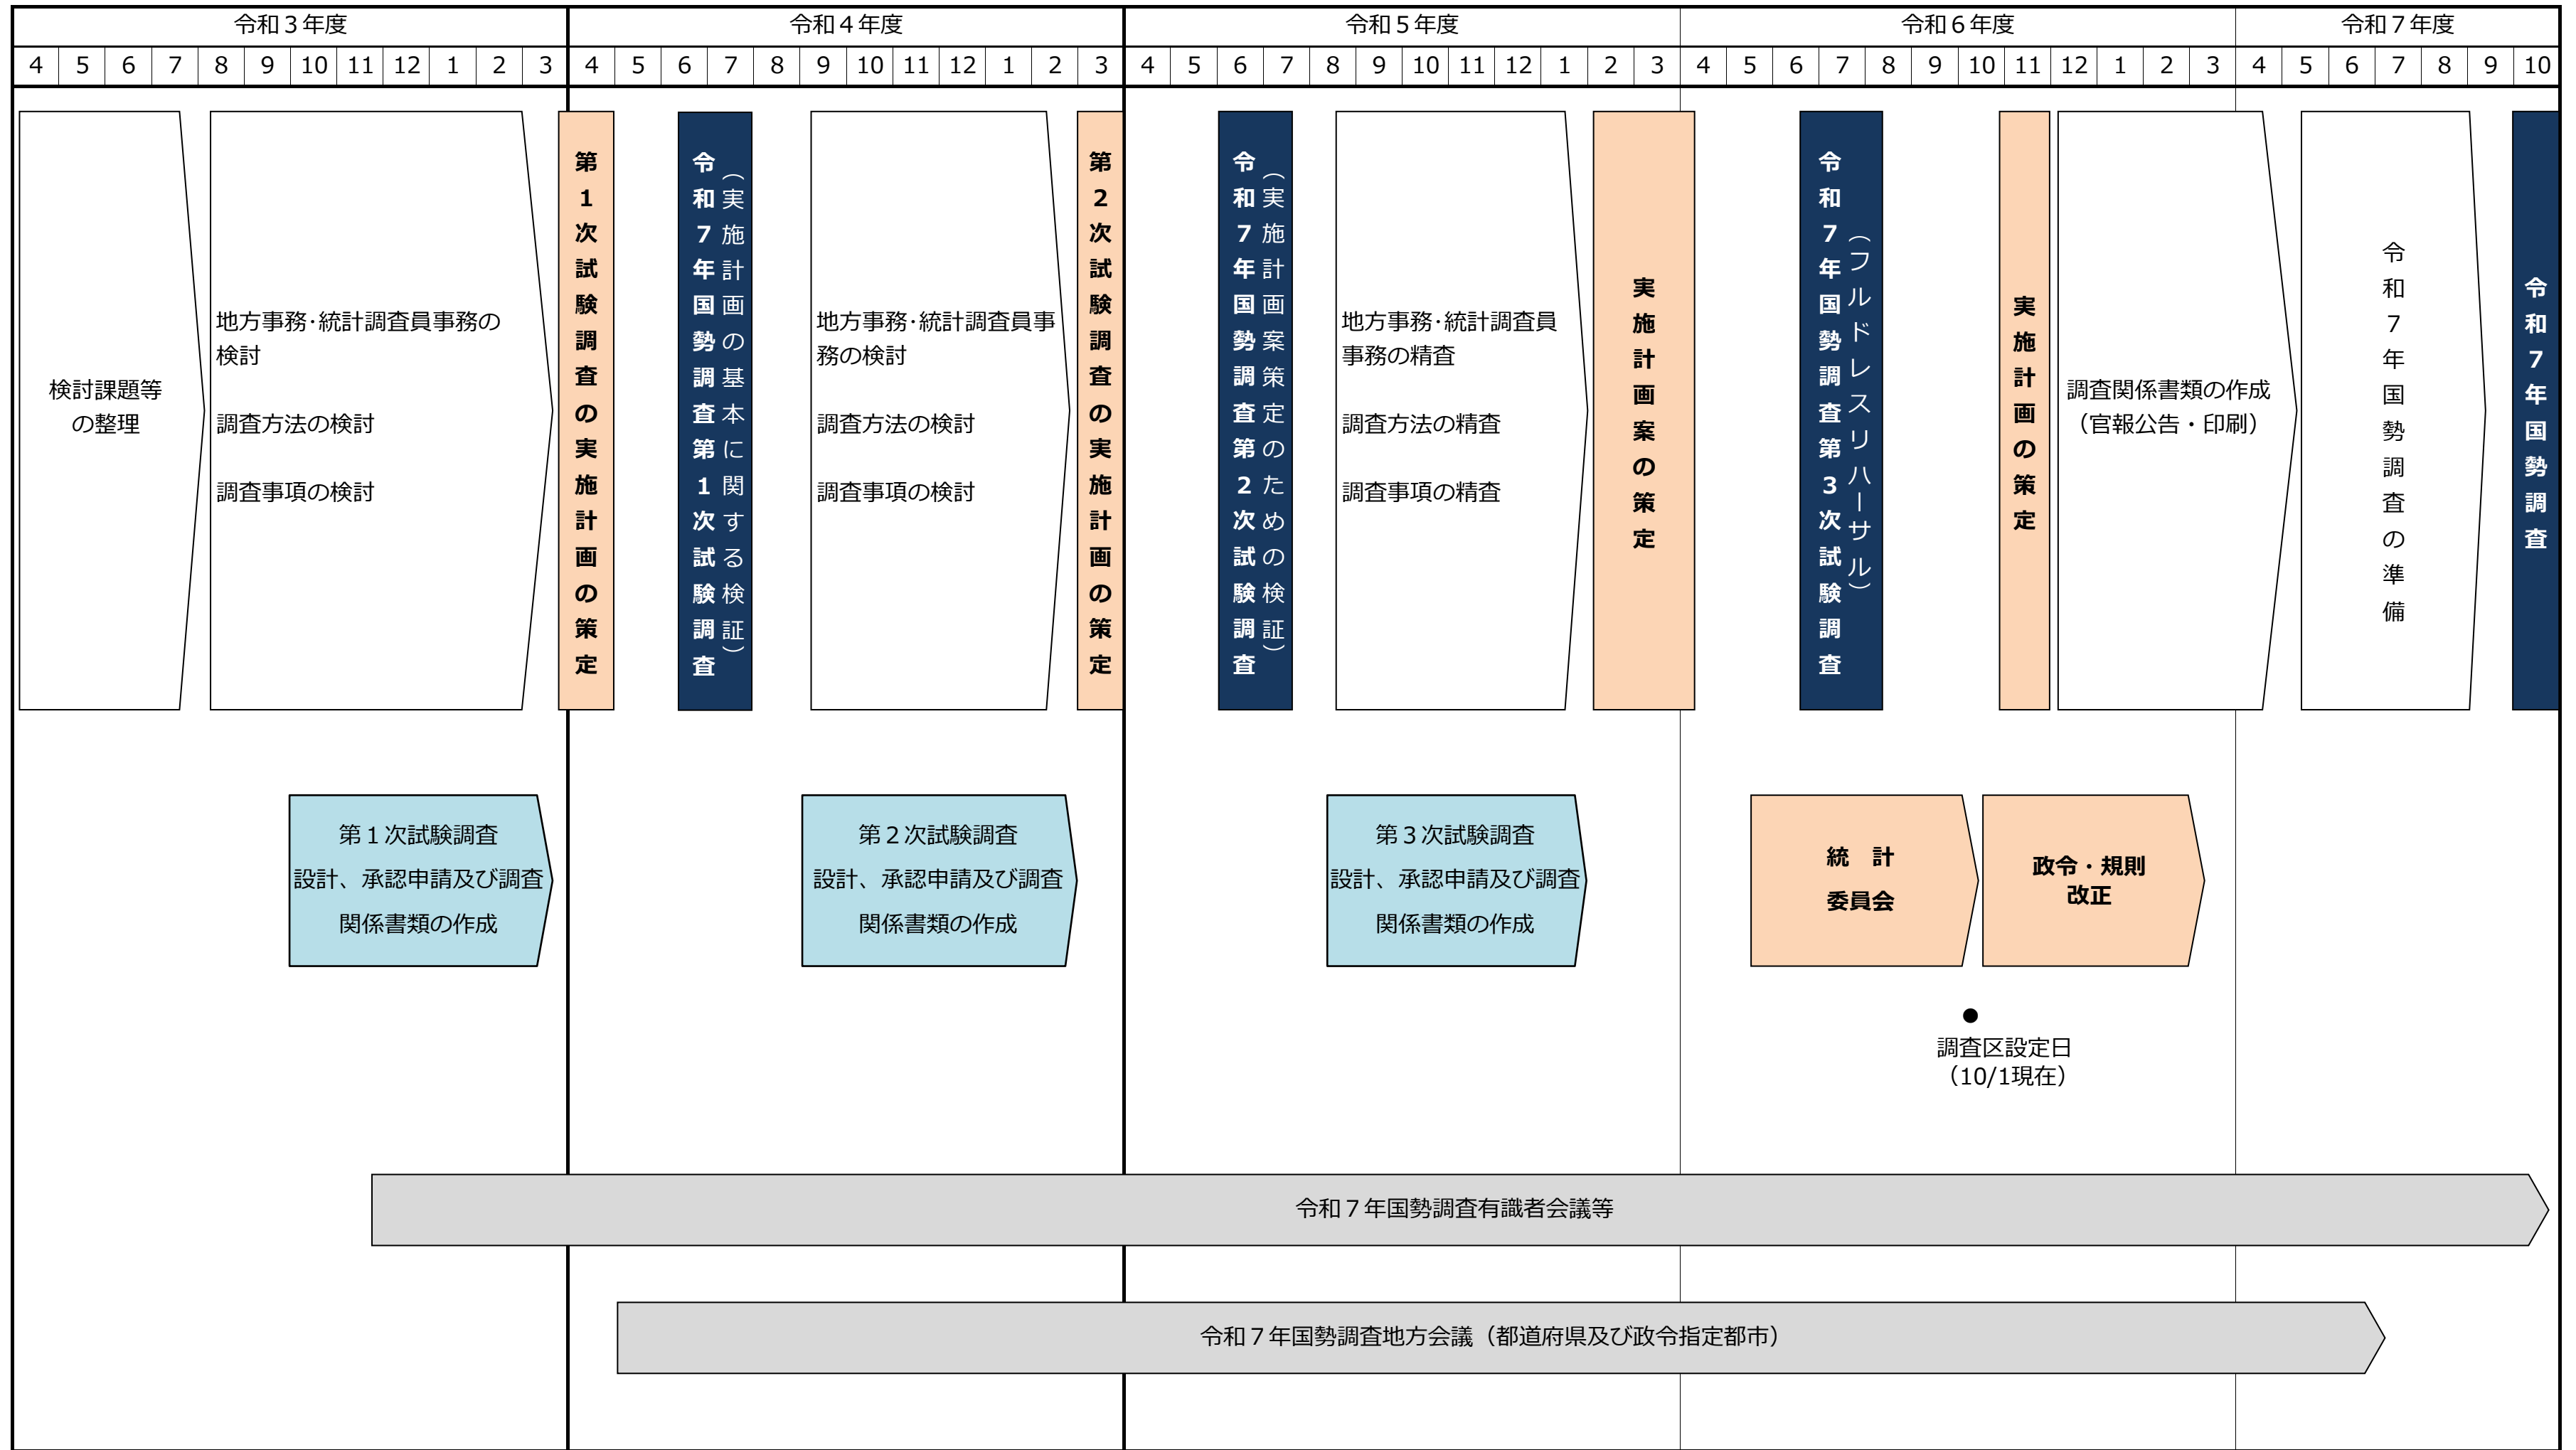 令和３年度
令和４年度
令和５年度
令和６年度
令和７年度
4 5 6 7 8 9 10 11 12 1 2 3 4 5 6 7 8 9 10 11 12 1 2 3 4 5 6 7 8 9 10 11 12 1 2 3 4 5 6 7 8 9 10 11 12 1 2 3 4 5 6 7 8 9 10
検討課題等
の整理
地方事務･統計調査員事務の
検討
調査方法の検討
調査事項の検討
第１次試験調査の実施計画の策定
令和７年国勢調査第１次試験調査
（実施計画の基本に関する検証）
地方事務･統計調査員事
務の検討
調査方法の検討
調査事項の検討
第２次試験調査の実施計画の策定
令和７年国勢調査第２次試験調査
（実施計画案策定のための検証）
地方事務･統計調査員
事務の精査
調査方法の精査
調査事項の精査
実施計画案の策定
令和７年国勢調査第３次試験調査
（フルドレスリハーサル）
実施計画の策定
調査関係書類の作成
（官報公告・印刷）
令和７年国勢調査の準備
令和７年国勢調査
第１次試験調査
設計、承認申請及び調査
関係書類の作成
第２次試験調査
設計、承認申請及び調査
関係書類の作成
第３次試験調査
設計、承認申請及び調査
関係書類の作成
統　計
委員会
政令・規則
改正
●
調査区設定日
（10/1現在）
令和７年国勢調査有識者会議等
令和７年国勢調査地方会議（都道府県及び政令指定都市）